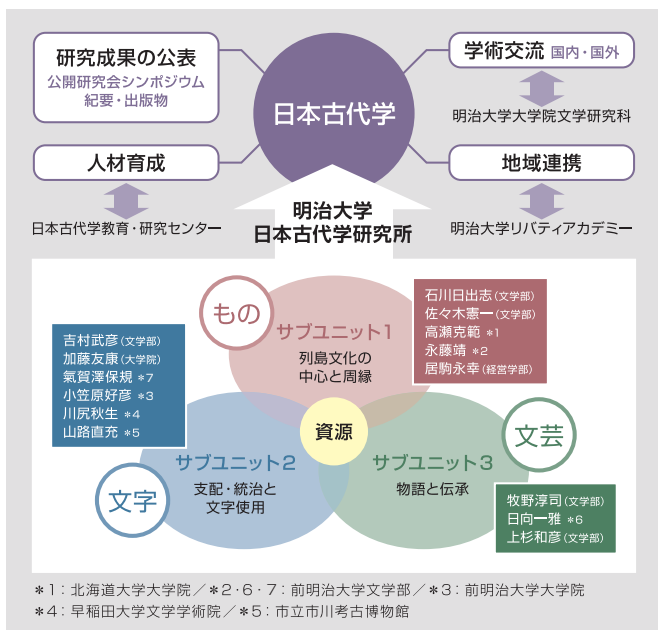 研究成果の公表
公開研究会シンポジウム
紀要・出版物
日本古代学
学術交流 国内・国外
明治大学大学院文学研究科
人材育成
日本古代学教育・研究センター
地域連携
明治大学リバティアカデミー
明治大学
日本古代学研究所
もの
サブユニット1
列島文化の
中心と周縁
石川日出志(文学部)
佐々木憲一(文学部)
高瀬克範 *1
永藤靖 *2
居駒永幸(経営学部)
吉村武彦(文学部)
加藤友康(大学院)
氣賀澤保規 *7
小笠原好彦 *3
川尻秋生 *4
山路直充 *5
資源
文字
サブユニット2
支配・統治と
文字使用
文芸
サブユニット3
物語と伝承
牧野淳司(文学部)
日向一雅 *6
上杉和彦(文学部)
*1：北海道大学大学院／*2・6・7：前明治大学文学部／*3：前明治大学大学院
*4：早稲田大学文学学術院／*5：市立市川考古博物館